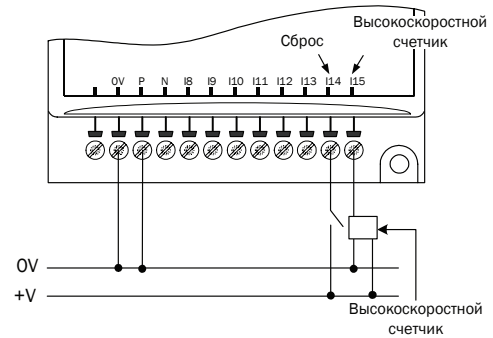 Высокоскоростной
счетчик
Сброс
0V P N I8 I9 I10 I11 I12 I13 I14 I15
0V
+V
Высокоскоростной
счетчик